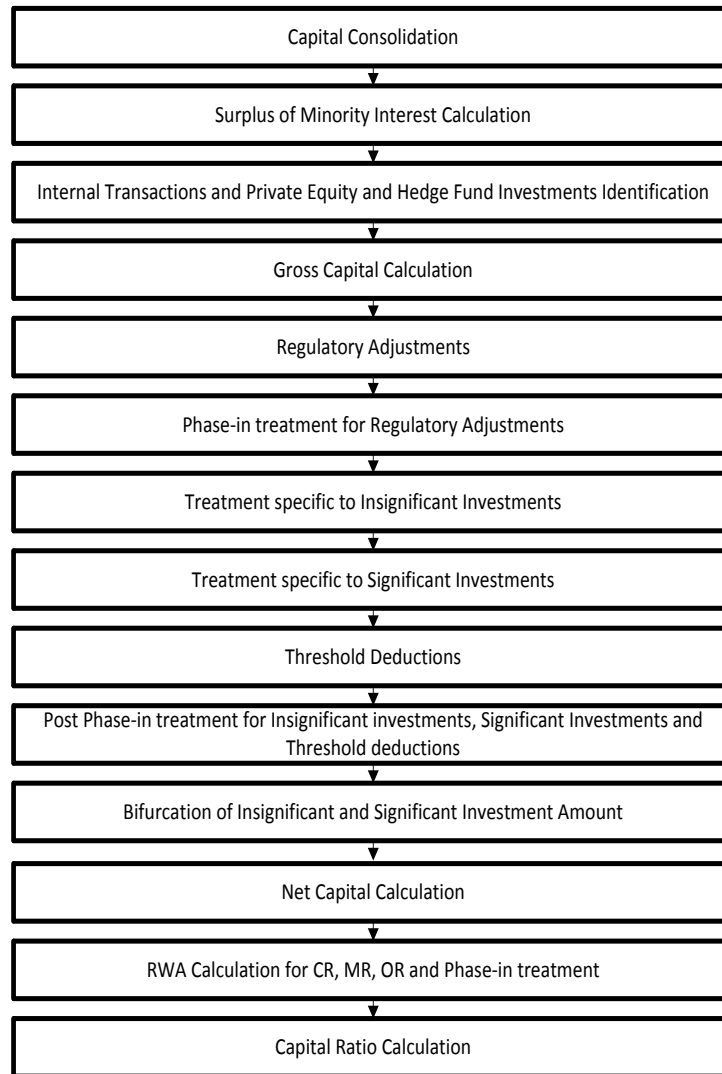 Capital Consolidation
Surplus of Minority Interest Calculation
Internal Transactions and Private Equity and Hedge Fund Investments Identification
Gross Capital Calculation
Regulatory Adjustments
Phase-in treatment for Regulatory Adjustments
Treatment specific to Insignificant Investments
Treatment specific to Significant Investments
Threshold Deductions
Post Phase-in treatment for Insignificant investments, Significant Investments and
Threshold deductions
Bifurcation of Insignificant and Significant Investment Amount
Net Capital Calculation
RWA Calculation for CR, MR, OR and Phase-in treatment
Capital Ratio Calculation